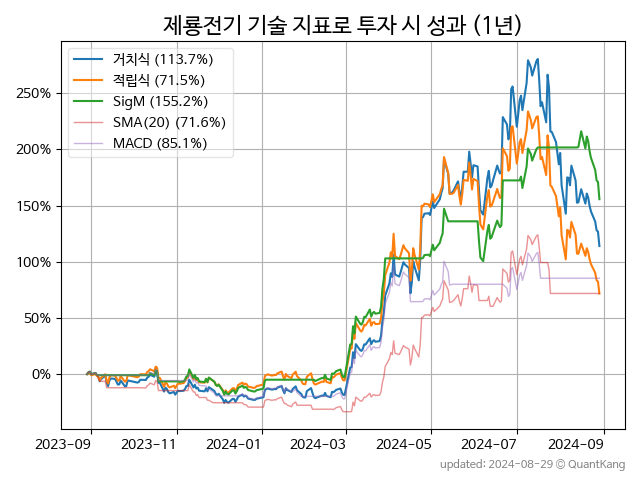 제룡전기 기술 지표로 투자 시 성과 (1년)
거치식 (113.7%)
적립식 (71.5%)
SigM (155.2%)
SMA(20) (71.6%)
MACD (85.1%)
250%
200%
150%
100%
50%
0%
2023-09 2023-11 2024-01 2024-03 2024-05 2024-07 2024-09
updated: 2024-08-29 © QuantKang